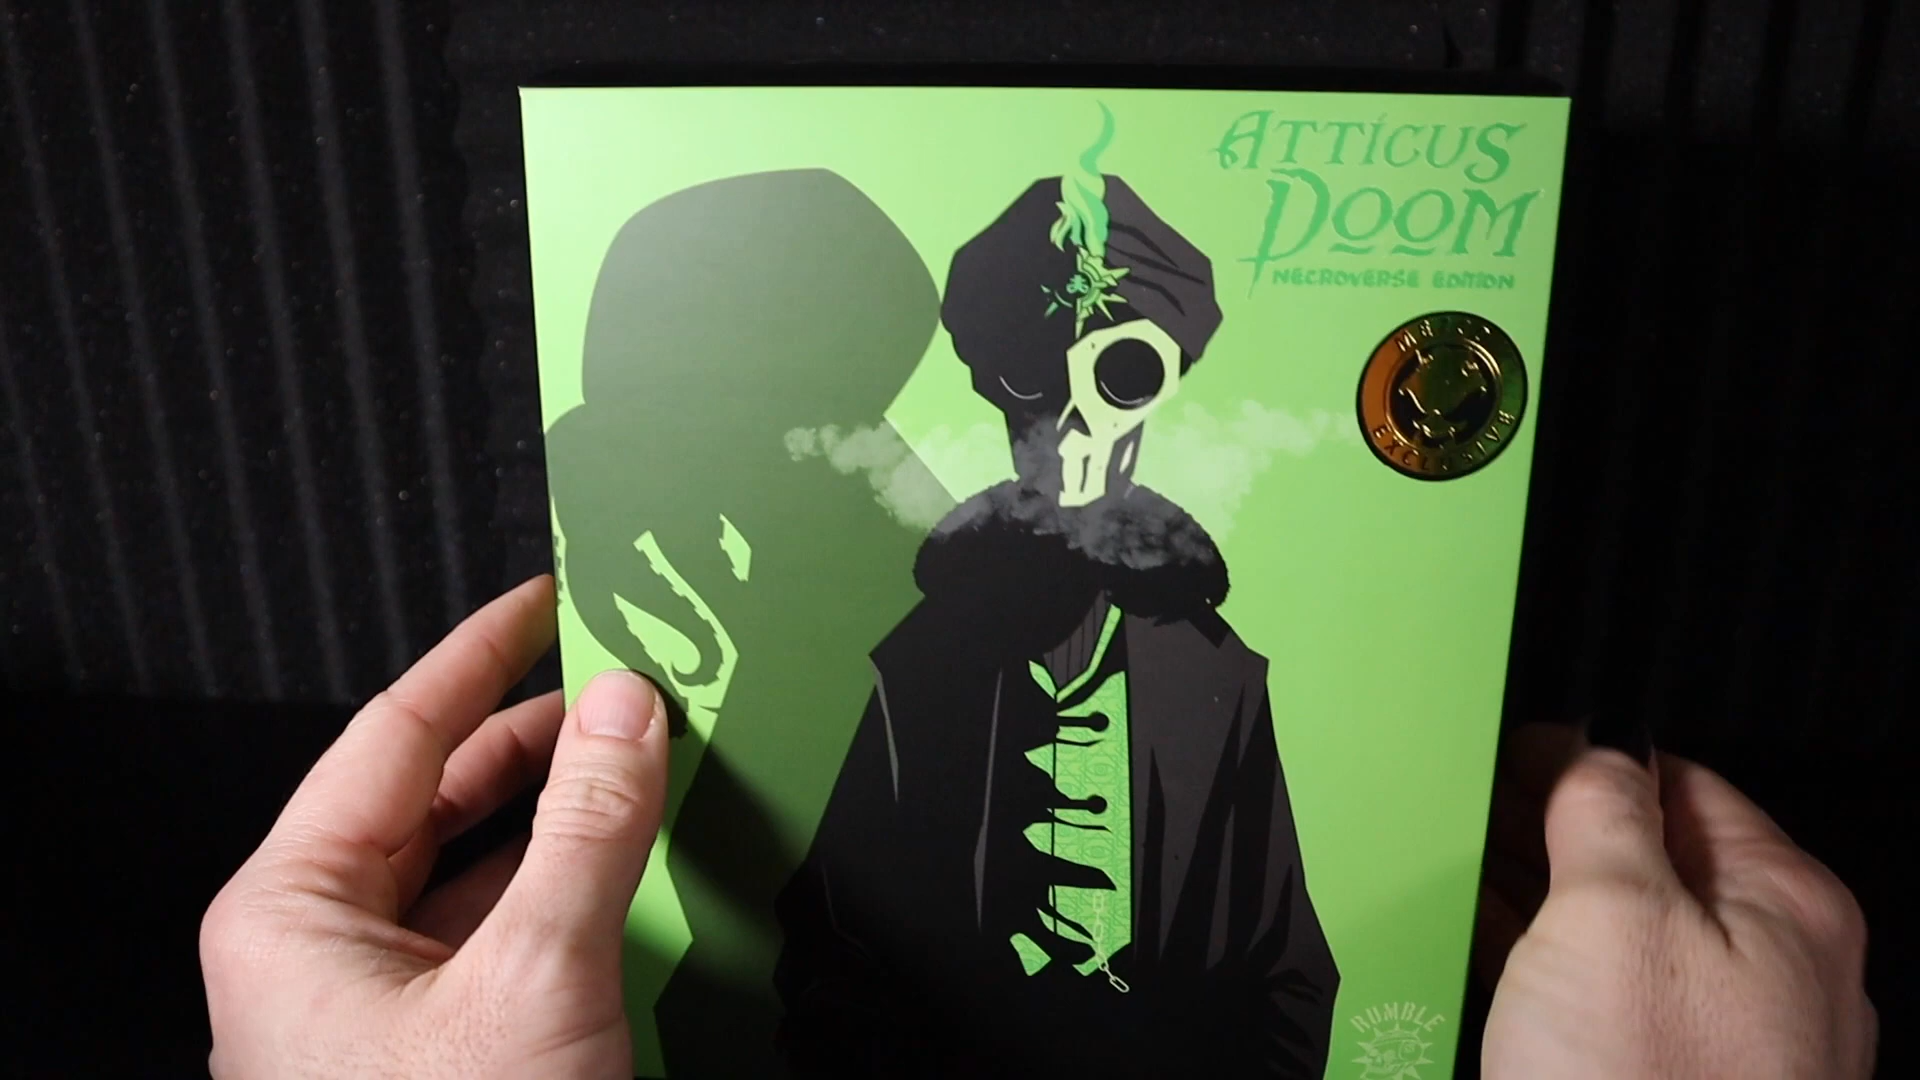 ATTICUS
DOOM
NECROVERSE EDITION
EXCLUSIVE
RUMBLE